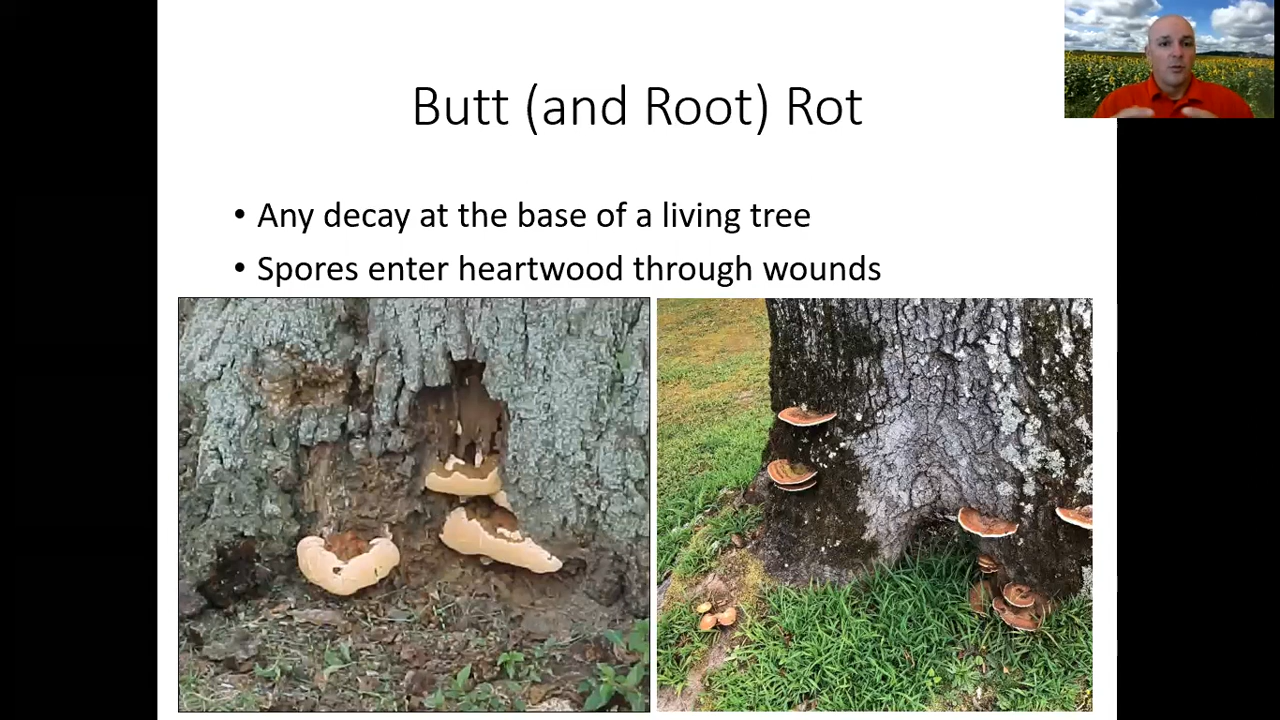 Butt (and Root) Rot
• Any decay at the base of a living tree
• Spores enter heartwood through wounds